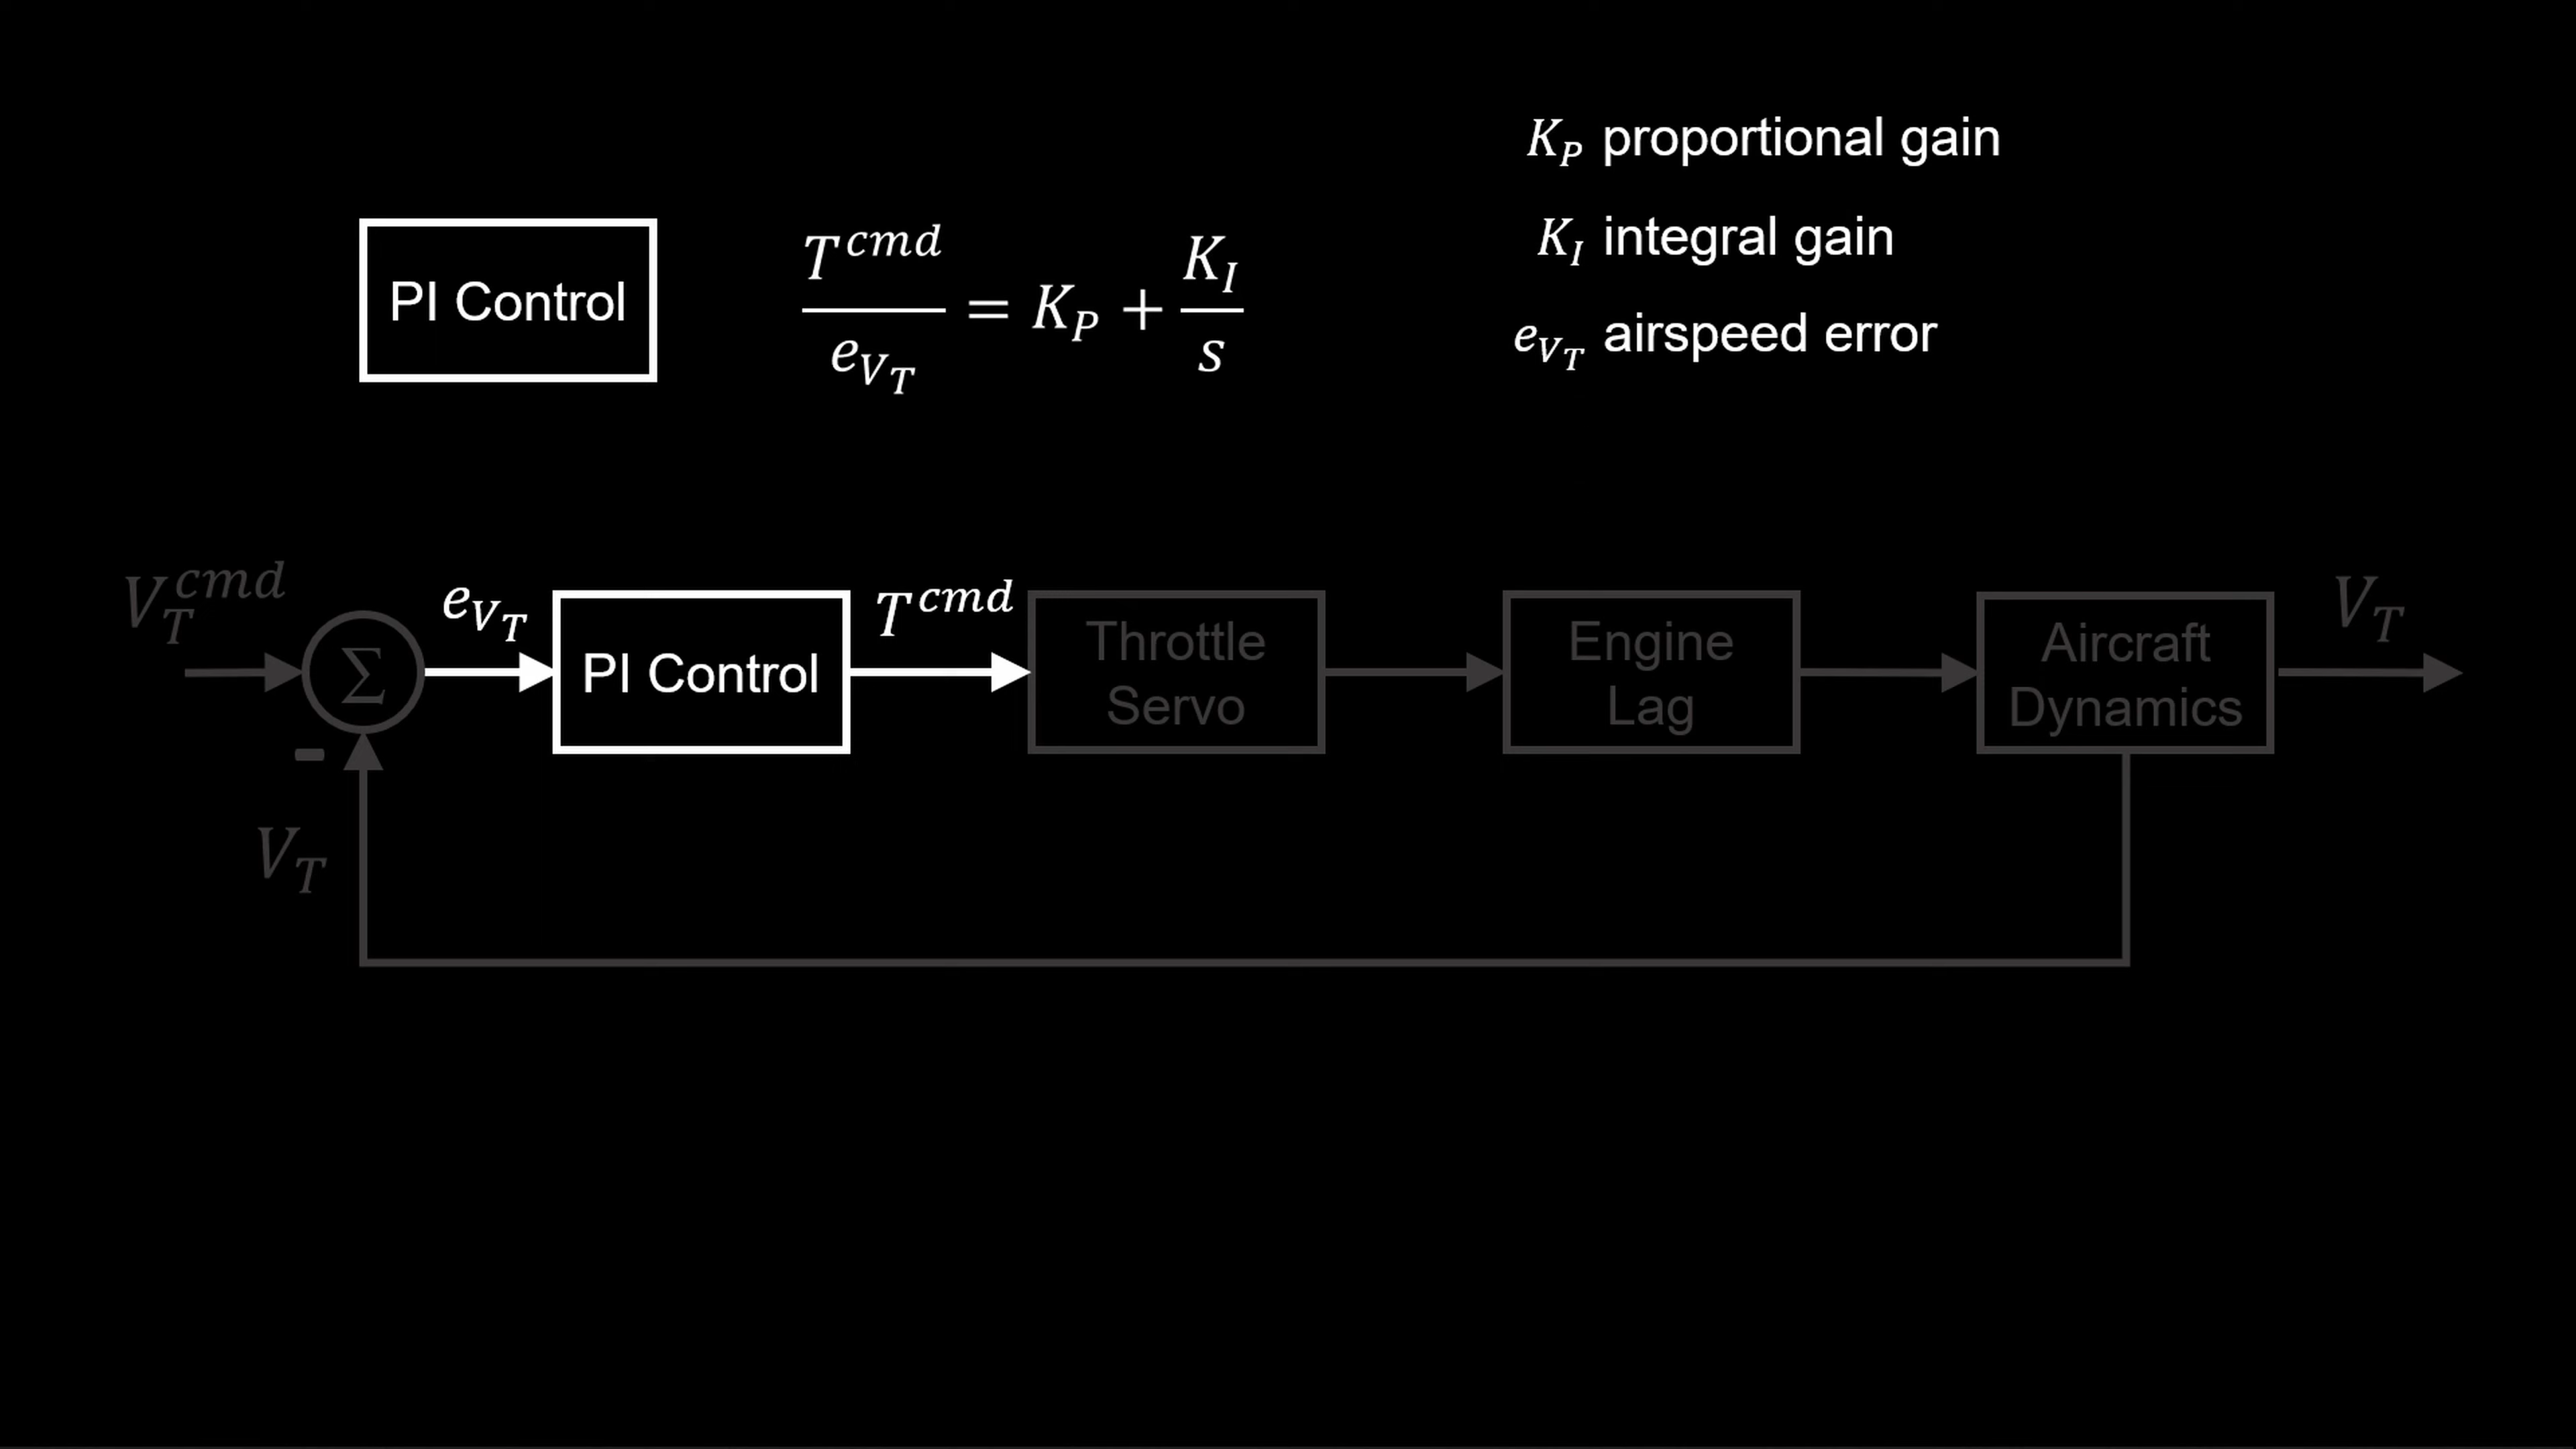 K_P proportional gain
K_I integral gain
e_{V_T} airspeed error
PI Control
T^{cmd} / e_{V_T} = K_P + K_I / s
V_T^{cmd}
Σ
-
V_T
e_{V_T}
PI Control
T^{cmd}
Throttle
Servo
Engine
Lag
Aircraft
Dynamics
V_T